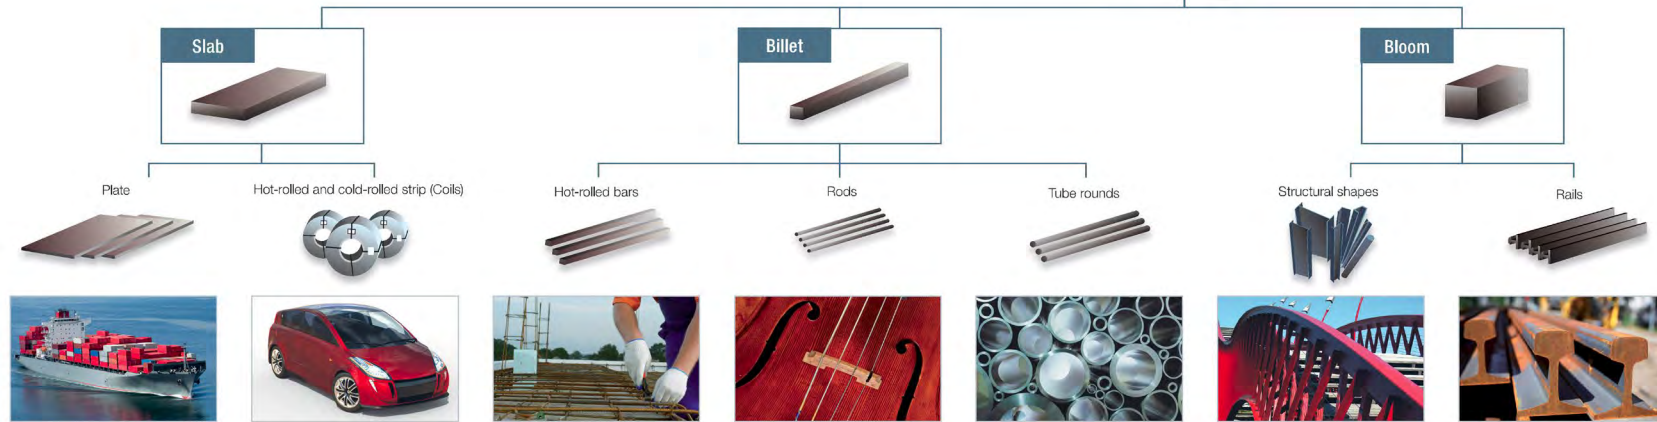 Slab
Billet
Bloom
Plate
Hot-rolled and cold-rolled strip (Coils)
Hot-rolled bars
Rods
Tube rounds
Structural shapes
Rails